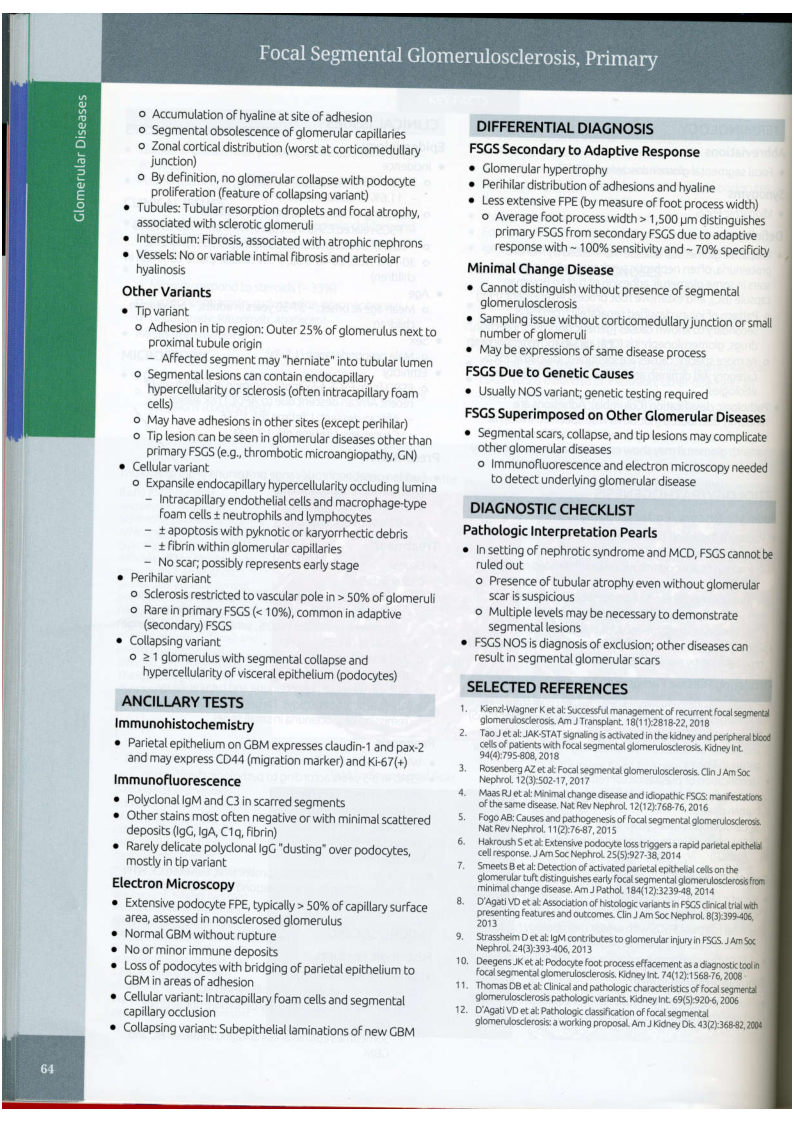 Focal Segmental Glomerulosclerosis, Primary
Glomerular Diseases
o Accumulation of hyaline at site of adhesion
o Segmental obsolescence of glomerular capillaries
o Zonal cortical distribution (worst at corticomedullary
junction)
o By definition, no glomerular collapse with podocyte
proliferation (feature of collapsing variant)
• Tubules: Tubular resorption droplets and focal atrophy,
associated with sclerotic glomeruli
• Interstitium: Fibrosis, associated with atrophic nephrons
• Vessels: No or variable intimal fibrosis and arteriolar
hyalinosis
Other Variants
• Tip variant
o Adhesion in tip region: Outer 25% of glomerulus next to
proximal tubule origin
– Affected segment may "herniate" into tubular lumen
o Segmental lesions can contain endocapillary
hypercellularity or sclerosis (often intracapillary foam
cells)
o May have adhesions in other sites (except perihilar)
o Tip lesion can be seen in glomerular diseases other than
primary FSGS (e.g., thrombotic microangiopathy, GN)
• Cellular variant
o Expansile endocapillary hypercellularity occluding lumina
– Intracapillary endothelial cells and macrophage-type
foam cells ± neutrophils and lymphocytes
– ± apoptosis with pyknotic or karyorrhectic debris
– ± fibrin within glomerular capillaries
– No scar; possibly represents early stage
• Perihilar variant
o Sclerosis restricted to vascular pole in > 50% of glomeruli
o Rare in primary FSGS (< 10%), common in adaptive
(secondary) FSGS
• Collapsing variant
o ≥ 1 glomerulus with segmental collapse and
hypercellularity of visceral epithelium (podocytes)
ANCILLARY TESTS
Immunohistochemistry
• Parietal epithelium on GBM expresses claudin-1 and pax-2
and may express CD44 (migration marker) and Ki-67(+)
Immunofluorescence
• Polyclonal IgM and C3 in scarred segments
• Other stains most often negative or with minimal scattered
deposits (IgG, IgA, C1q, fibrin)
• Rarely delicate polyclonal IgG "dusting" over podocytes,
mostly in tip variant
Electron Microscopy
• Extensive podocyte FPE, typically > 50% of capillary surface
area, assessed in nonsclerosed glomerulus
• Normal GBM without rupture
• No or minor immune deposits
• Loss of podocytes with bridging of parietal epithelium to
GBM in areas of adhesion
• Cellular variant: Intracapillary foam cells and segmental
capillary occlusion
• Collapsing variant: Subepithelial laminations of new GBM
DIFFERENTIAL DIAGNOSIS
FSGS Secondary to Adaptive Response
• Glomerular hypertrophy
• Perihilar distribution of adhesions and hyaline
• Less extensive FPE (by measure of foot process width)
o Average foot process width > 1,500 µm distinguishes
primary FSGS from secondary FSGS due to adaptive
response with ~ 100% sensitivity and ~ 70% specificity
Minimal Change Disease
• Cannot distinguish without presence of segmental
glomerulosclerosis
• Sampling issue without corticomedullary junction or small
number of glomeruli
• May be expressions of same disease process
FSGS Due to Genetic Causes
• Usually NOS variant; genetic testing required
FSGS Superimposed on Other Glomerular Diseases
• Segmental scars, collapse, and tip lesions may complicate
other glomerular diseases
o Immunofluorescence and electron microscopy needed
to detect underlying glomerular disease
DIAGNOSTIC CHECKLIST
Pathologic Interpretation Pearls
• In setting of nephrotic syndrome and MCD, FSGS cannot be
ruled out
o Presence of tubular atrophy even without glomerular
scar is suspicious
o Multiple levels may be necessary to demonstrate
segmental lesions
• FSGS NOS is diagnosis of exclusion; other diseases can
result in segmental glomerular scars
SELECTED REFERENCES
1. Kienzl-Wagner K et al: Successful management of recurrent focal segmental
glomerulosclerosis. Am J Transplant. 18(11):2818-22, 2018
2. Tao J et al: JAK-STAT signaling is activated in the kidney and peripheral blood
cells of patients with focal segmental glomerulosclerosis. Kidney Int.
94(4):795-808, 2018
3. Rosenberg AZ et al: Focal segmental glomerulosclerosis. Clin J Am Soc
Nephrol. 12(3):502-17, 2017
4. Maas RJ et al: Minimal change disease and idiopathic FSGS: manifestations
of the same disease. Nat Rev Nephrol. 12(12):768-76, 2016
5. Fogo AB: Causes and pathogenesis of focal segmental glomerulosclerosis.
Nat Rev Nephrol. 11(2):76-87, 2015
6. Hakroush S et al: Extensive podocyte loss triggers a rapid parietal epithelial
cell response. J Am Soc Nephrol. 25(5):927-38, 2014
7. Smeets B et al: Detection of activated parietal epithelial cells on the
glomerular tuft distinguishes early focal segmental glomerulosclerosis from
minimal change disease. Am J Pathol. 184(12):3239-48, 2014
8. D'Agati VD et al: Association of histologic variants in FSGS clinical trial with
presenting features and outcomes. Clin J Am Soc Nephrol. 8(3):399-406,
2013
9. Strassheim D et al: IgM contributes to glomerular injury in FSGS. J Am Soc
Nephrol. 24(3):393-406, 2013
10. Deegens JK et al: Podocyte foot process effacement as a diagnostic tool in
focal segmental glomerulosclerosis. Kidney Int. 74(12):1568-76, 2008
11. Thomas DB et al: Clinical and pathologic characteristics of focal segmental
glomerulosclerosis pathologic variants. Kidney Int. 69(5):920-6, 2006
12. D'Agati VD et al: Pathologic classification of focal segmental
glomerulosclerosis: a working proposal. Am J Kidney Dis. 43(2):368-82, 2004
64